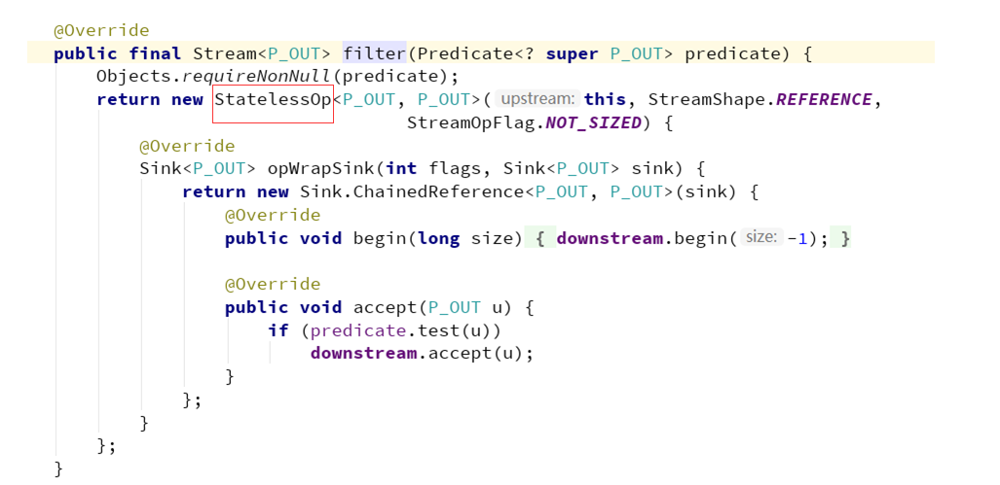 @Override
public final Stream<P_OUT> filter(Predicate<? super P_OUT> predicate) {
    Objects.requireNonNull(predicate);
    return new StatelessOp<P_OUT, P_OUT>( upstream: this, StreamShape.REFERENCE,
                                 StreamOpFlag.NOT_SIZED) {
        @Override
        Sink<P_OUT> opWrapSink(int flags, Sink<P_OUT> sink) {
            return new Sink.ChainedReference<P_OUT, P_OUT>(sink) {
                @Override
                public void begin(long size) { downstream.begin( size: -1); }
                @Override
                public void accept(P_OUT u) {
                    if (predicate.test(u))
                        downstream.accept(u);
                }
            };
        }
    };
}